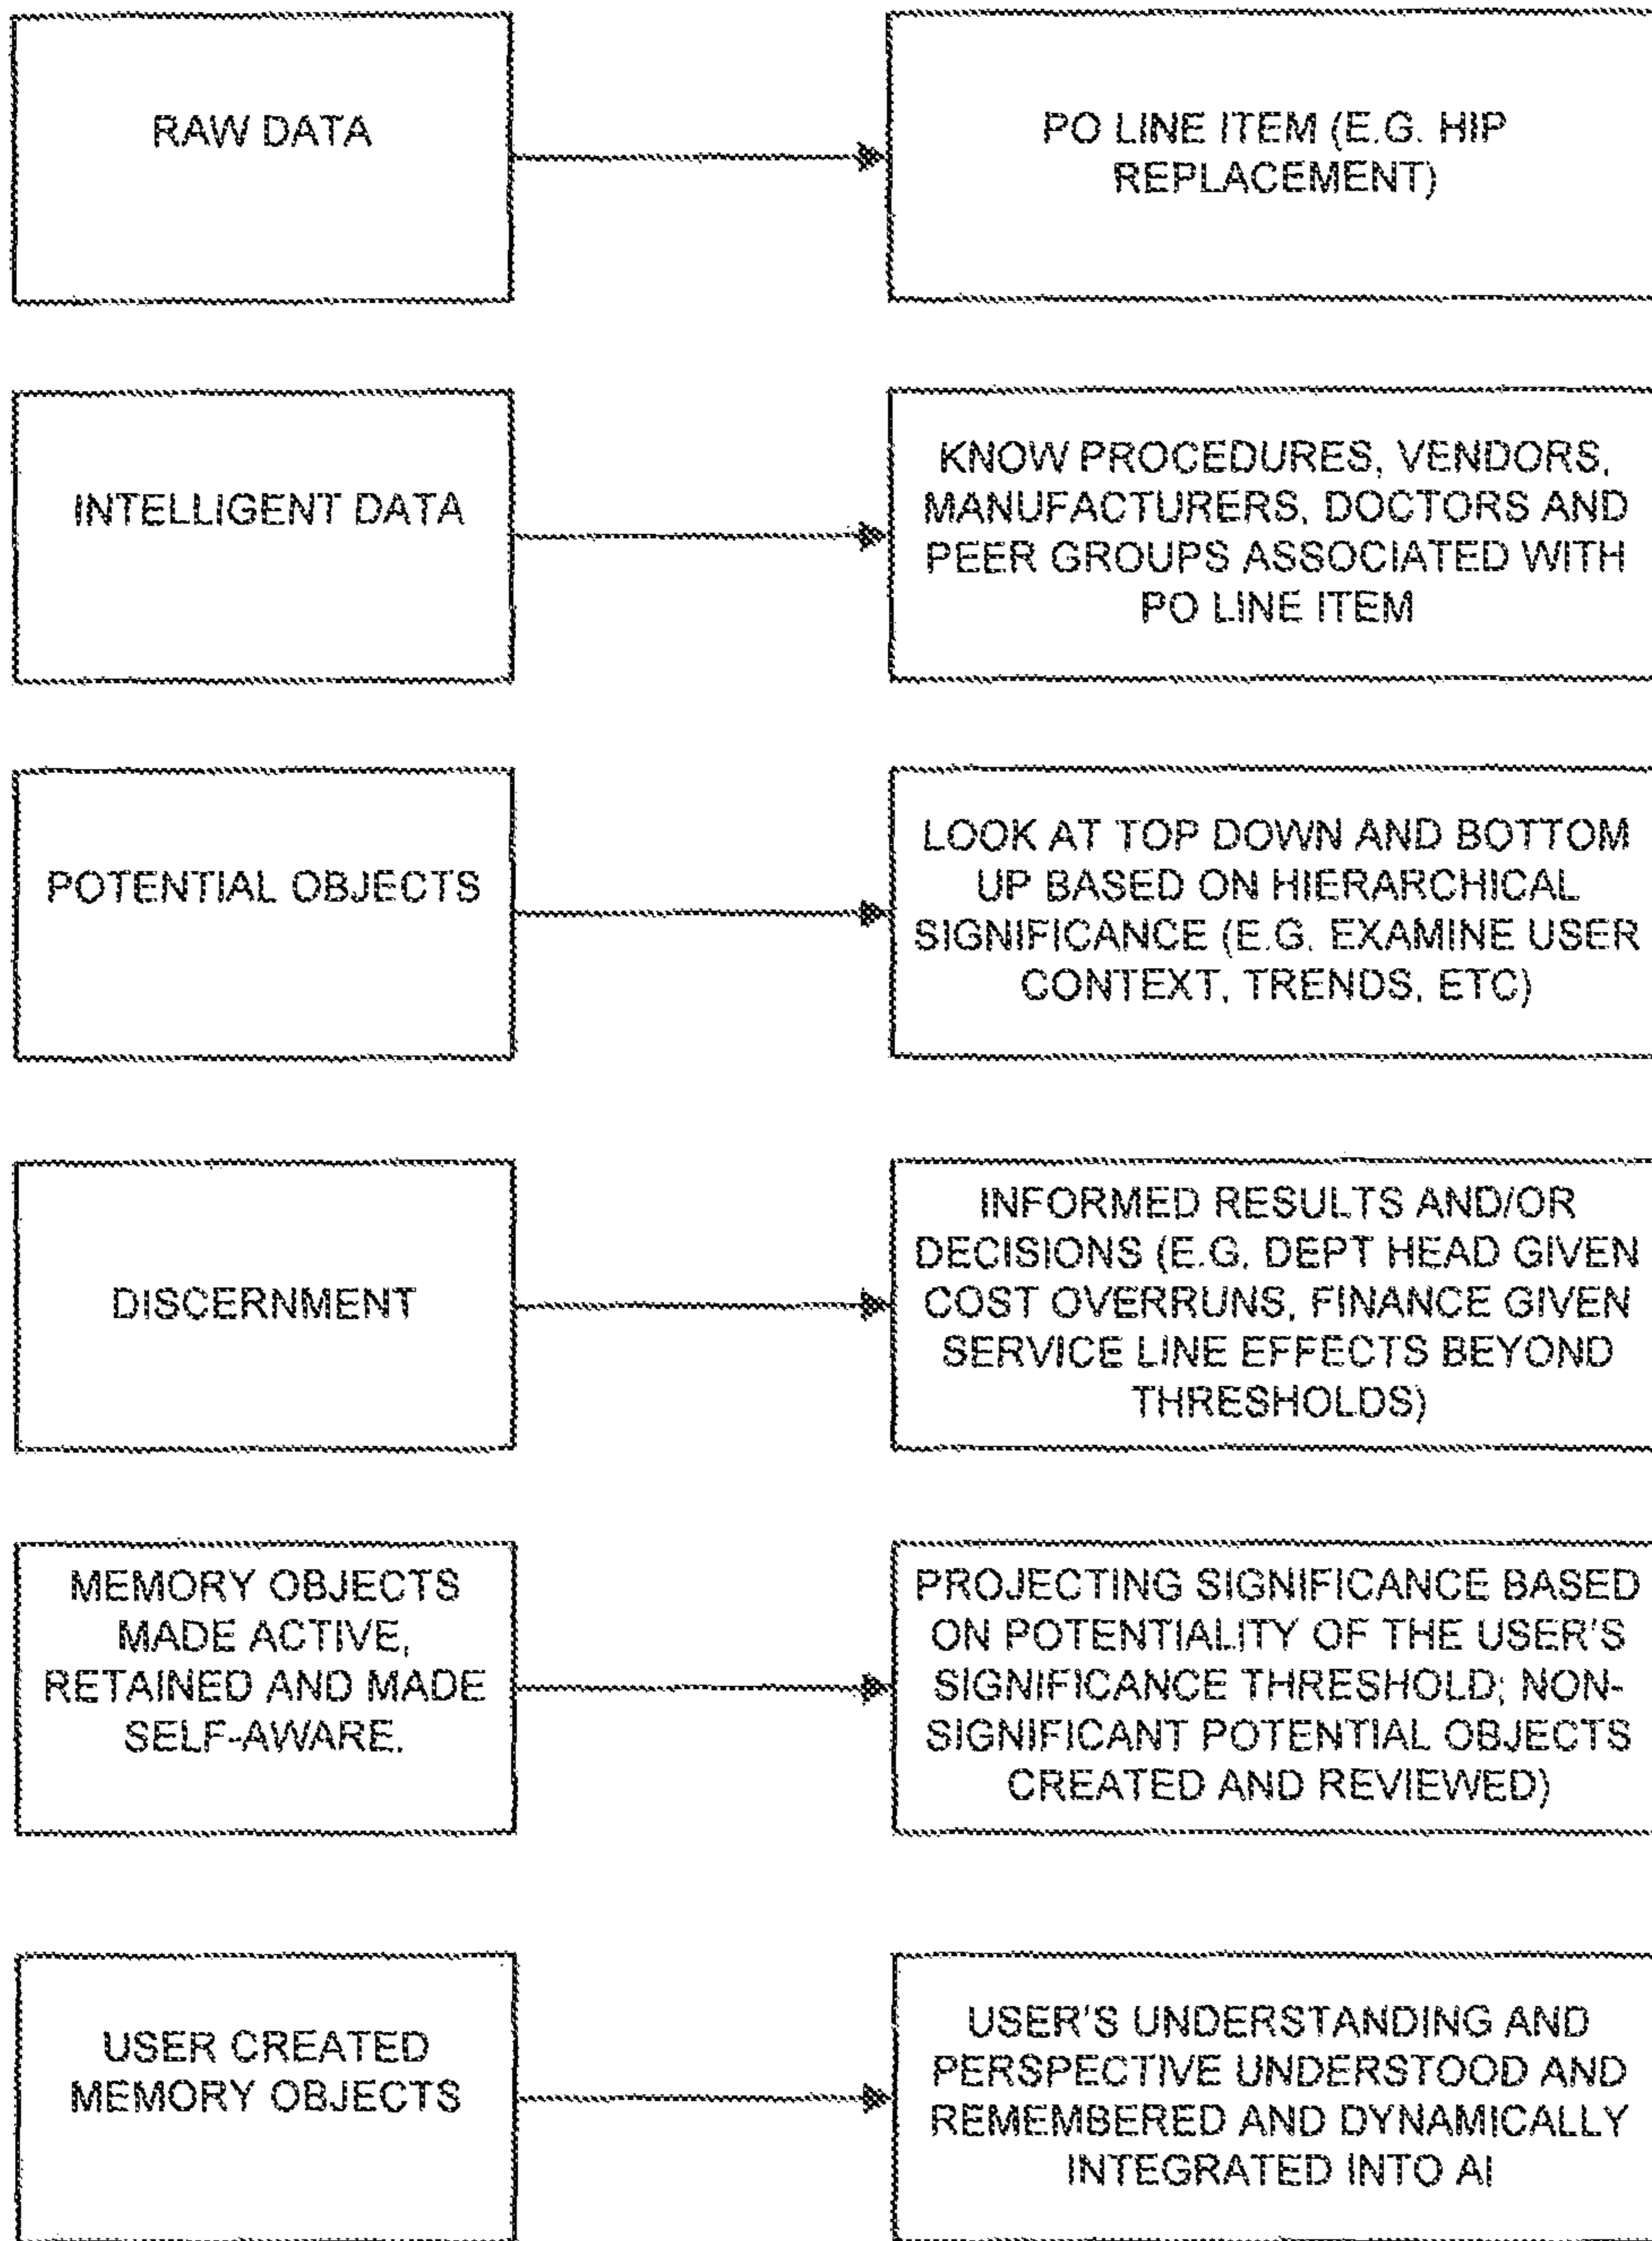 RAW DATA
PO LINE ITEM (E.G. HIP
REPLACEMENT)
INTELLIGENT DATA
KNOW PROCEDURES, VENDORS,
MANUFACTURERS, DOCTORS AND
PEER GROUPS ASSOCIATED WITH
PO LINE ITEM
POTENTIAL OBJECTS
LOOK AT TOP DOWN AND BOTTOM
UP BASED ON HIERARCHICAL
SIGNIFICANCE (E.G. EXAMINE USER
CONTEXT, TRENDS, ETC)
DISCERNMENT
INFORMED RESULTS AND/OR
DECISIONS (E.G. DEPT HEAD GIVEN
COST OVERRUNS, FINANCE GIVEN
SERVICE LINE EFFECTS BEYOND
THRESHOLDS)
MEMORY OBJECTS
MADE ACTIVE,
RETAINED AND MADE
SELF-AWARE.
PROJECTING SIGNIFICANCE BASED
ON POTENTIALITY OF THE USER'S
SIGNIFICANCE THRESHOLD; NON-
SIGNIFICANT POTENTIAL OBJECTS
CREATED AND REVIEWED)
USER CREATED
MEMORY OBJECTS
USER'S UNDERSTANDING AND
PERSPECTIVE UNDERSTOOD AND
REMEMBERED AND DYNAMICALLY
INTEGRATED INTO AI